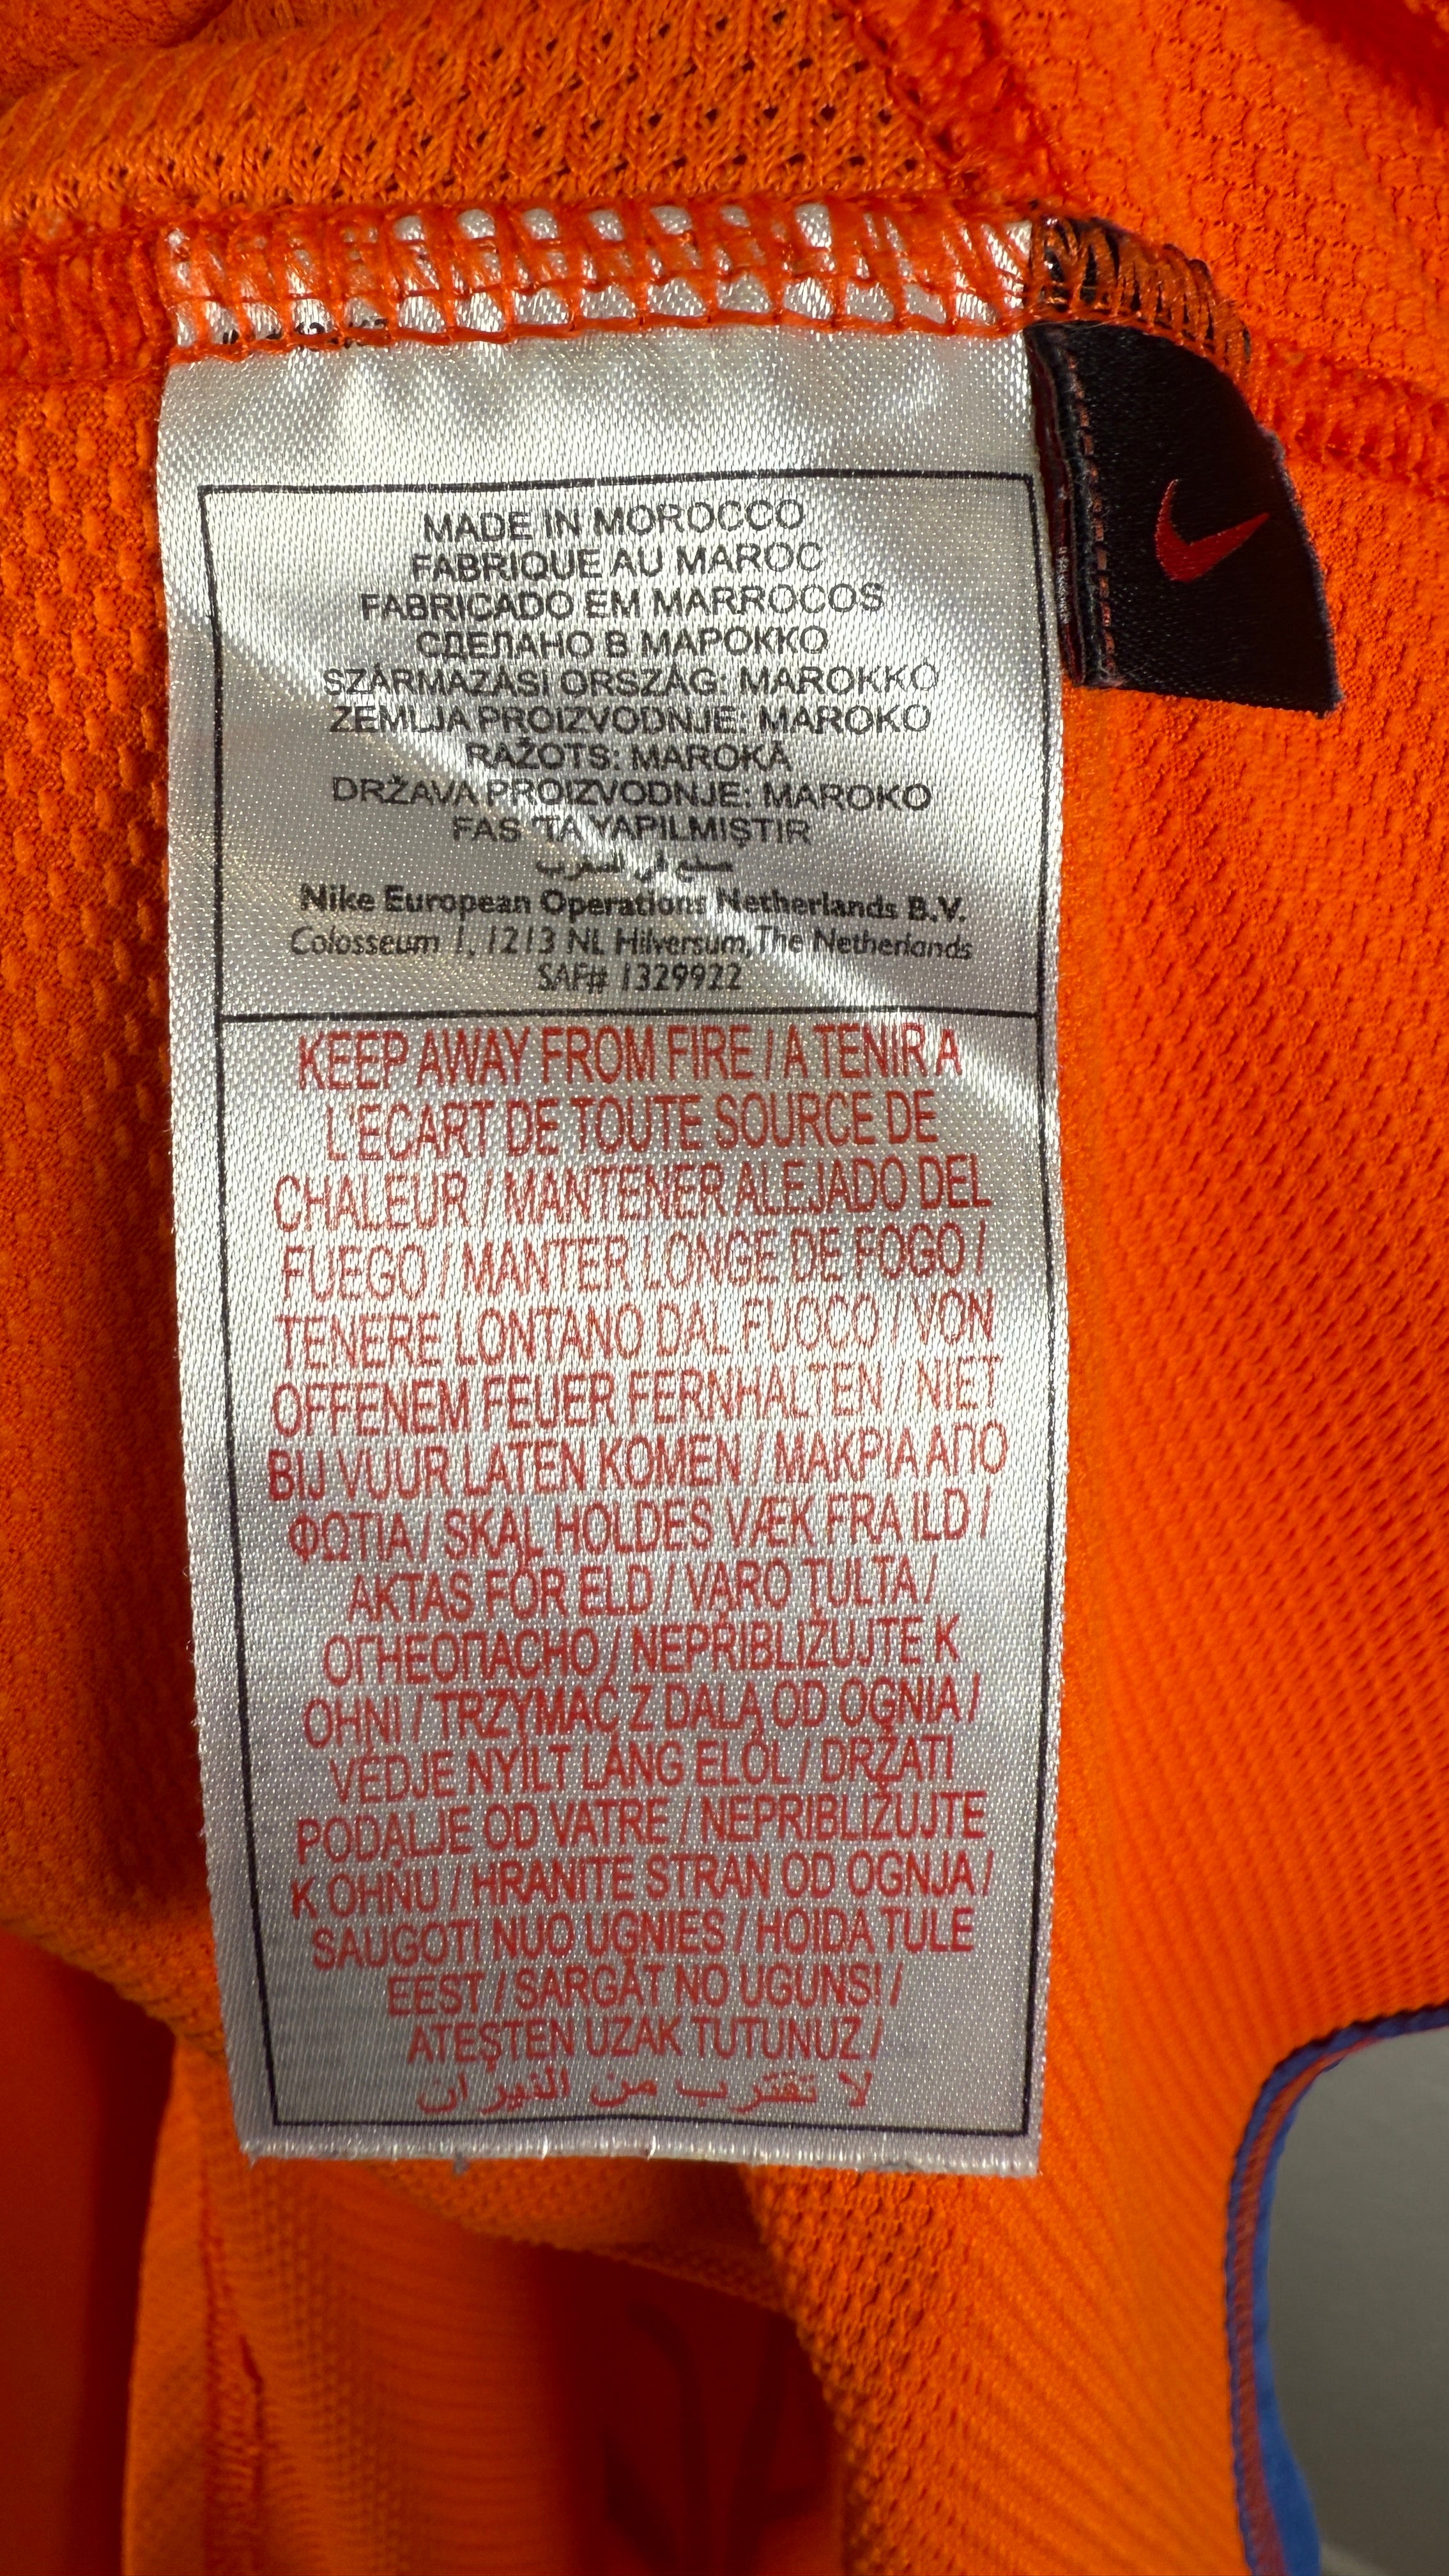 MADE IN MOROCCO
FABRIQUE AU MAROC
FABRICADO EM MARROCOS
СДЕЛАНО В МАРОККО
SZÁRMAZÁSI ORSZÁG: MAROKKÓ
ZEMLJA PROIZVODNJE: MAROKO
RAŽOTS: MAROKĀ
DRŽAVA PROIZVODNJE: MAROKO
FAS 'TA YAPILMIŞTIR
صنع في المغرب
Nike European Operations Netherlands B.V.
Colosseum 1, 1213 NL Hilversum, The Netherlands
SAF# 1329922
KEEP AWAY FROM FIRE / A TENIR A
L'ECART DE TOUTE SOURCE DE
CHALEUR / MANTENER ALEJADO DEL
FUEGO / MANTER LONGE DE FOGO /
TENERE LONTANO DAL FUOCO / VON
OFFENEM FEUER FERNHALTEN / NIET
BIJ VUUR LATEN KOMEN / ΜΑΚΡΙΑ ΑΠΟ
ΦΩΤΙΑ / SKAL HOLDES VÆK FRA ILD /
AKTAS FÖR ELD / VARO TULTA /
ОГНЕОПАСНО / NEPŘIBLIŽUJTE K
OHNI / TRZYMAĆ Z DALA OD OGNIA /
VÉDJE NYÍLT LÁNG ELÖL / DRŽATI
PODALJE OD VATRE / NEPRIBLIŽUJTE
K OHŇU / HRANITE STRAN OD OGNJA /
SAUGOTI NUO UGNIES / HOIDA TULE
EEST / SARGĀT NO UGUNS! /
ATEŞTEN UZAK TUTUNUZ /
لا تقترب من النيران